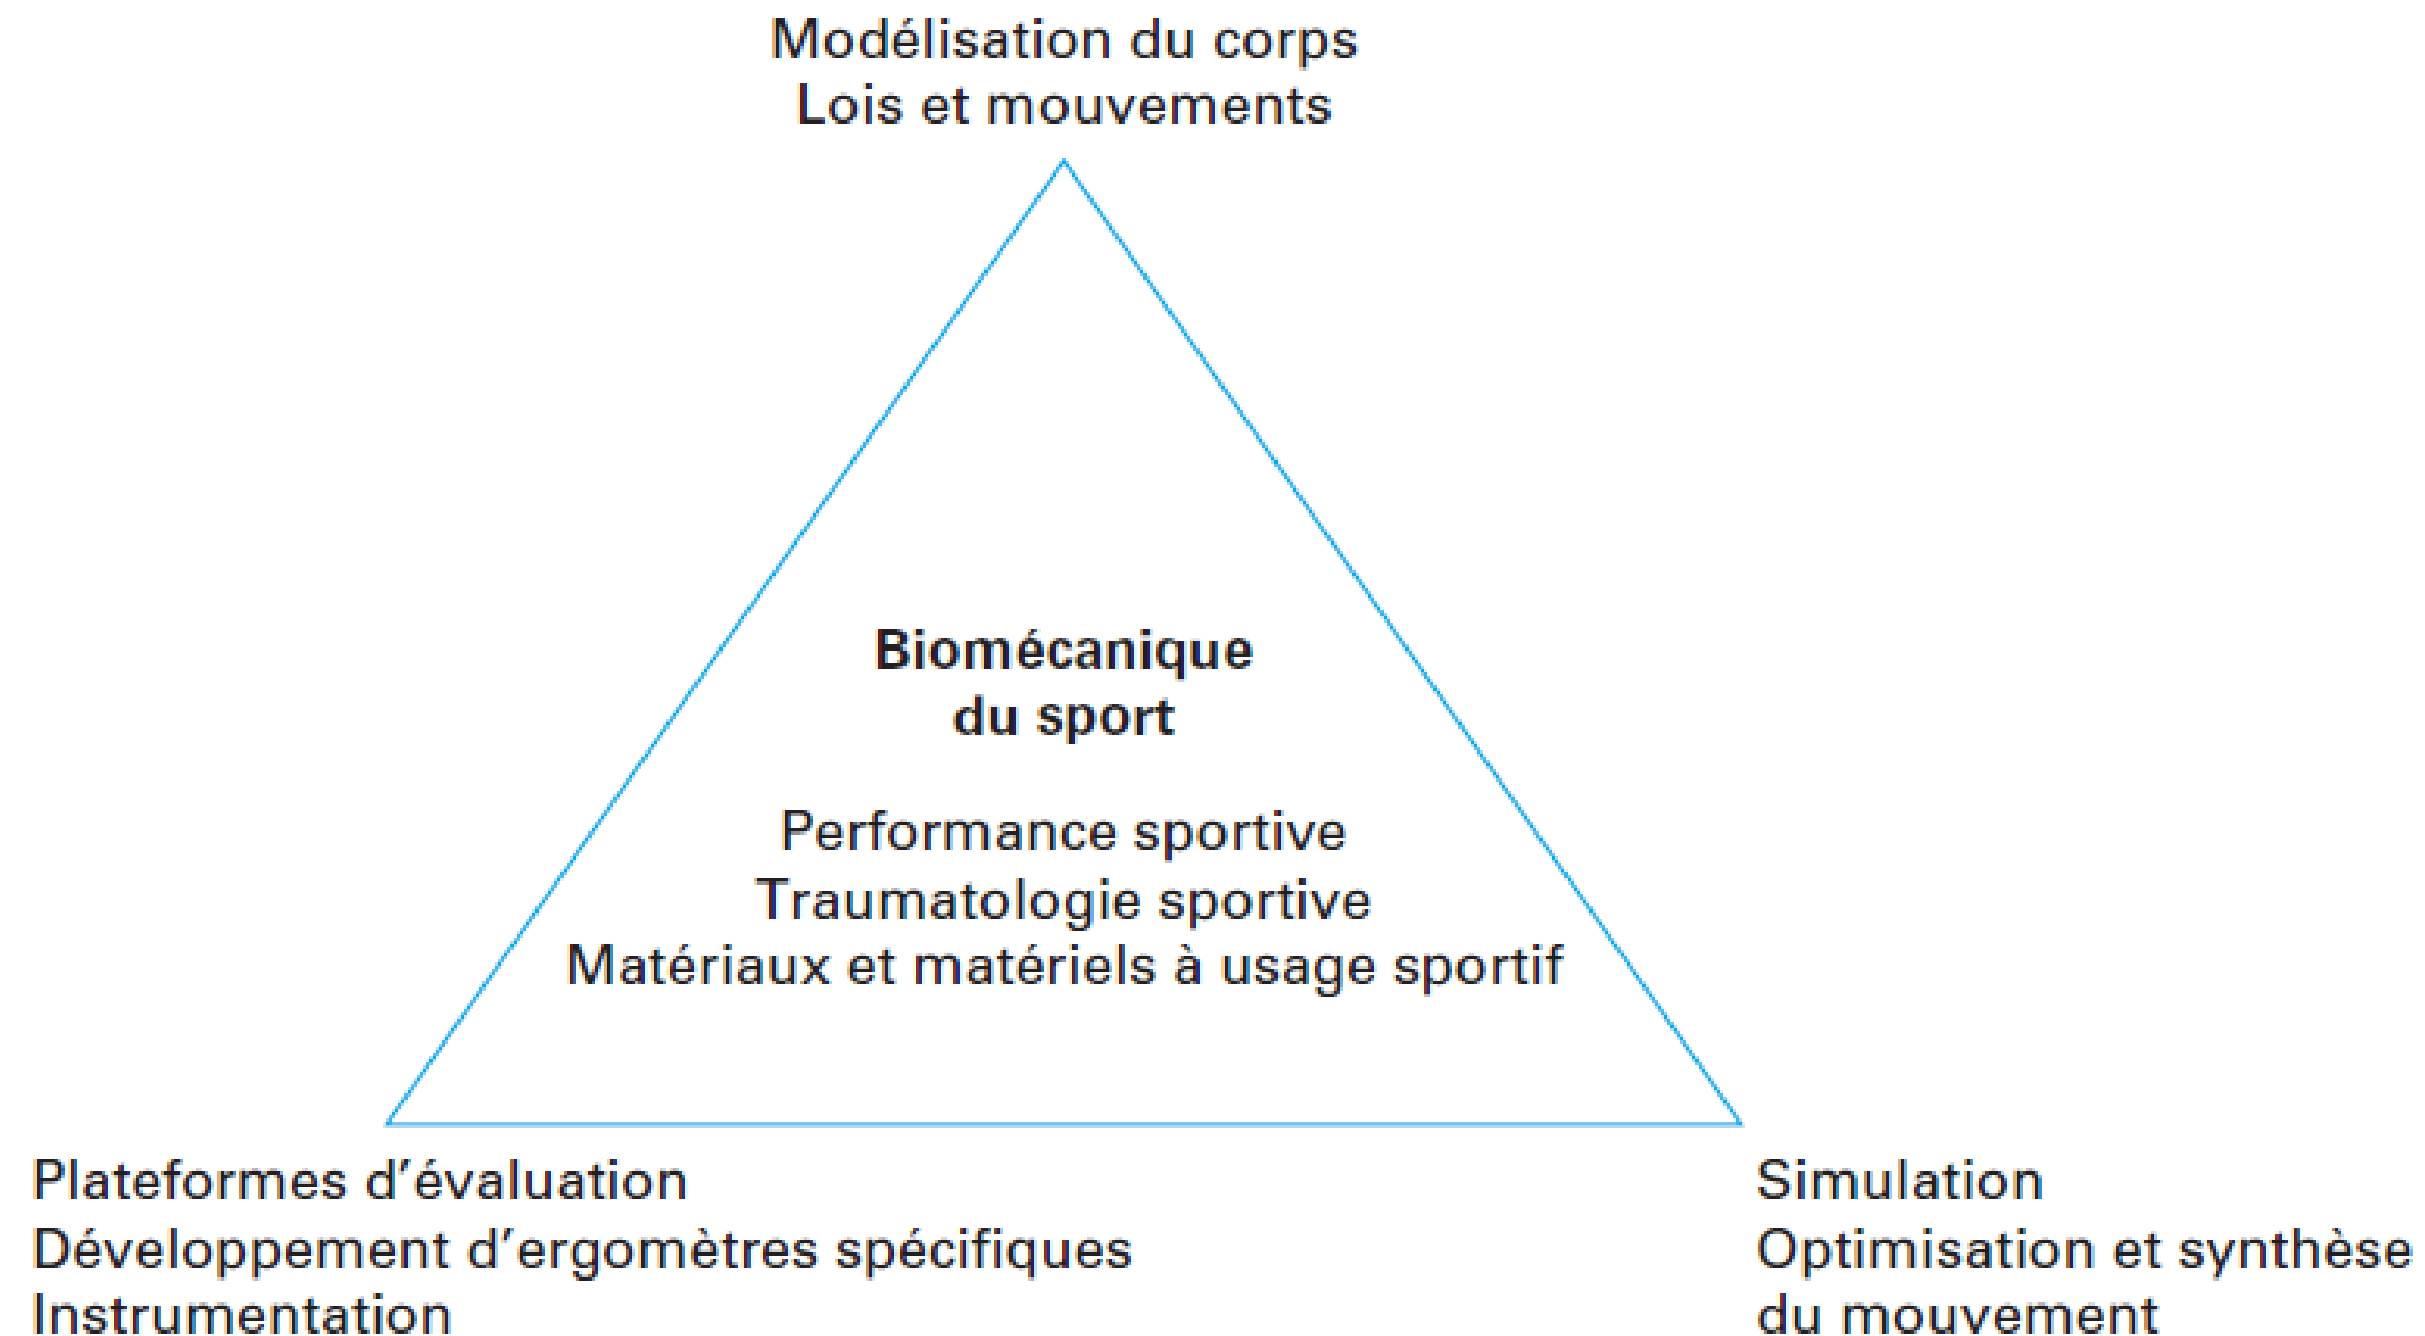 Modélisation du corps
Lois et mouvements
Biomécanique
du sport
Performance sportive
Traumatologie sportive
Matériaux et matériels à usage sportif
Plateformes d’évaluation
Développement d’ergomètres spécifiques
Instrumentation
Simulation
Optimisation et synthèse
du mouvement